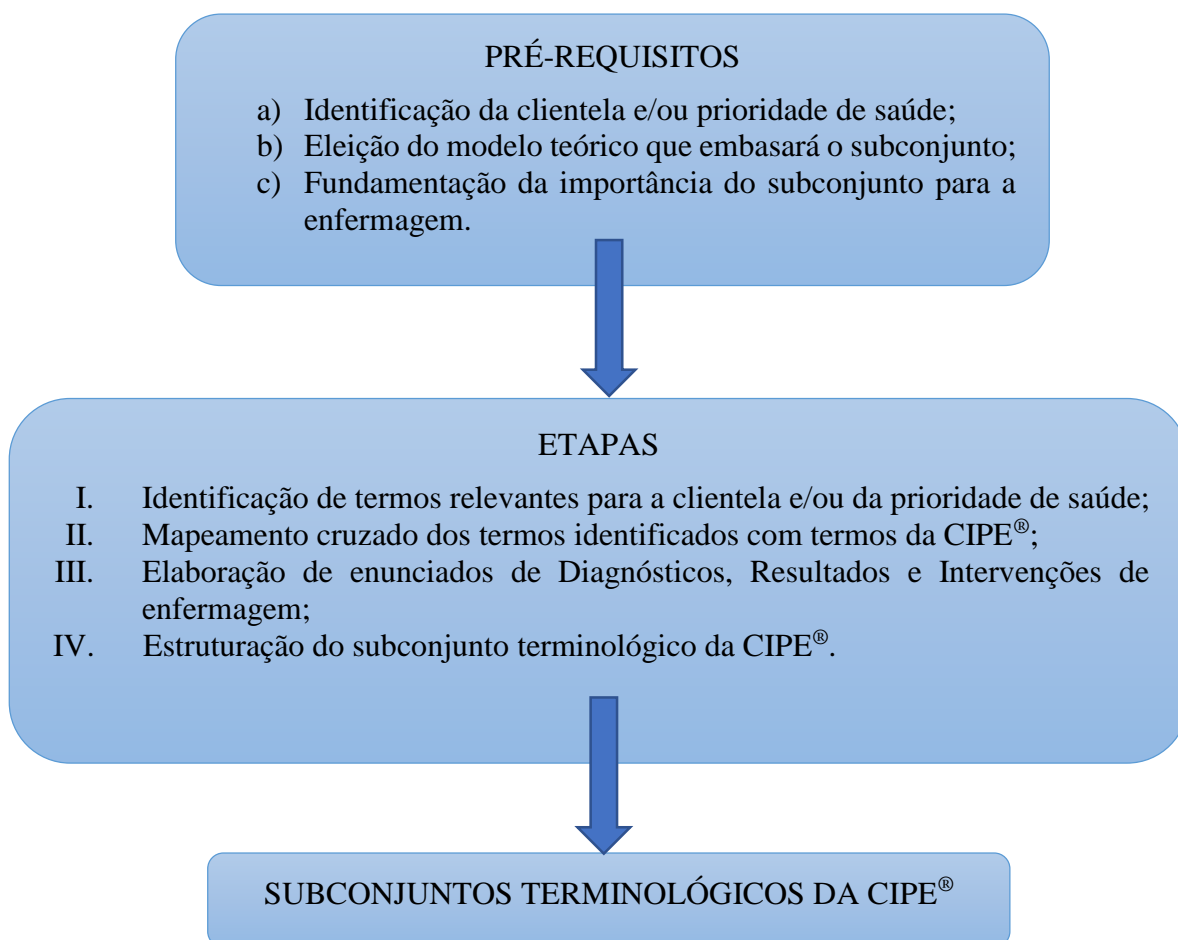 PRÉ-REQUISITOS
a) Identificação da clientela e/ou prioridade de saúde;
b) Eleição do modelo teórico que embasará o subconjunto;
c) Fundamentação da importância do subconjunto para a
enfermagem.
ETAPAS
I. Identificação de termos relevantes para a clientela e/ou da prioridade de saúde;
II. Mapeamento cruzado dos termos identificados com termos da CIPE®;
III. Elaboração de enunciados de Diagnósticos, Resultados e Intervenções de
enfermagem;
IV. Estruturação do subconjunto terminológico da CIPE®.
SUBCONJUNTOS TERMINOLÓGICOS DA CIPE®